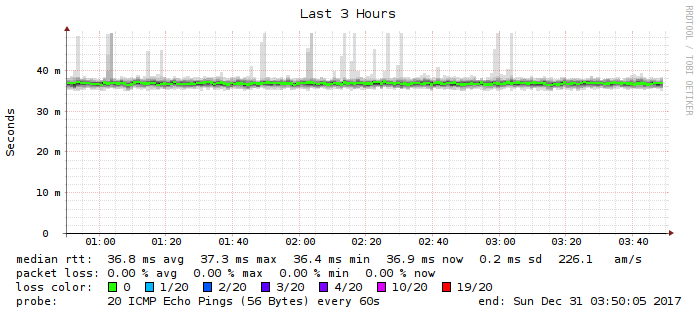 Last 3 Hours
RRDTOOL / TOBI OETIKER
Seconds
40 m
30 m
20 m
10 m
0
01:00 01:20 01:40 02:00 02:20 02:40 03:00 03:20 03:40
median rtt: 36.8 ms avg 37.3 ms max 36.4 ms min 36.9 ms now 0.2 ms sd 226.1 am/s
packet loss: 0.00 % avg 0.00 % max 0.00 % min 0.00 % now
loss color: 0 1/20 2/20 3/20 4/20 10/20 19/20
probe: 20 ICMP Echo Pings (56 Bytes) every 60s end: Sun Dec 31 03:50:05 2017